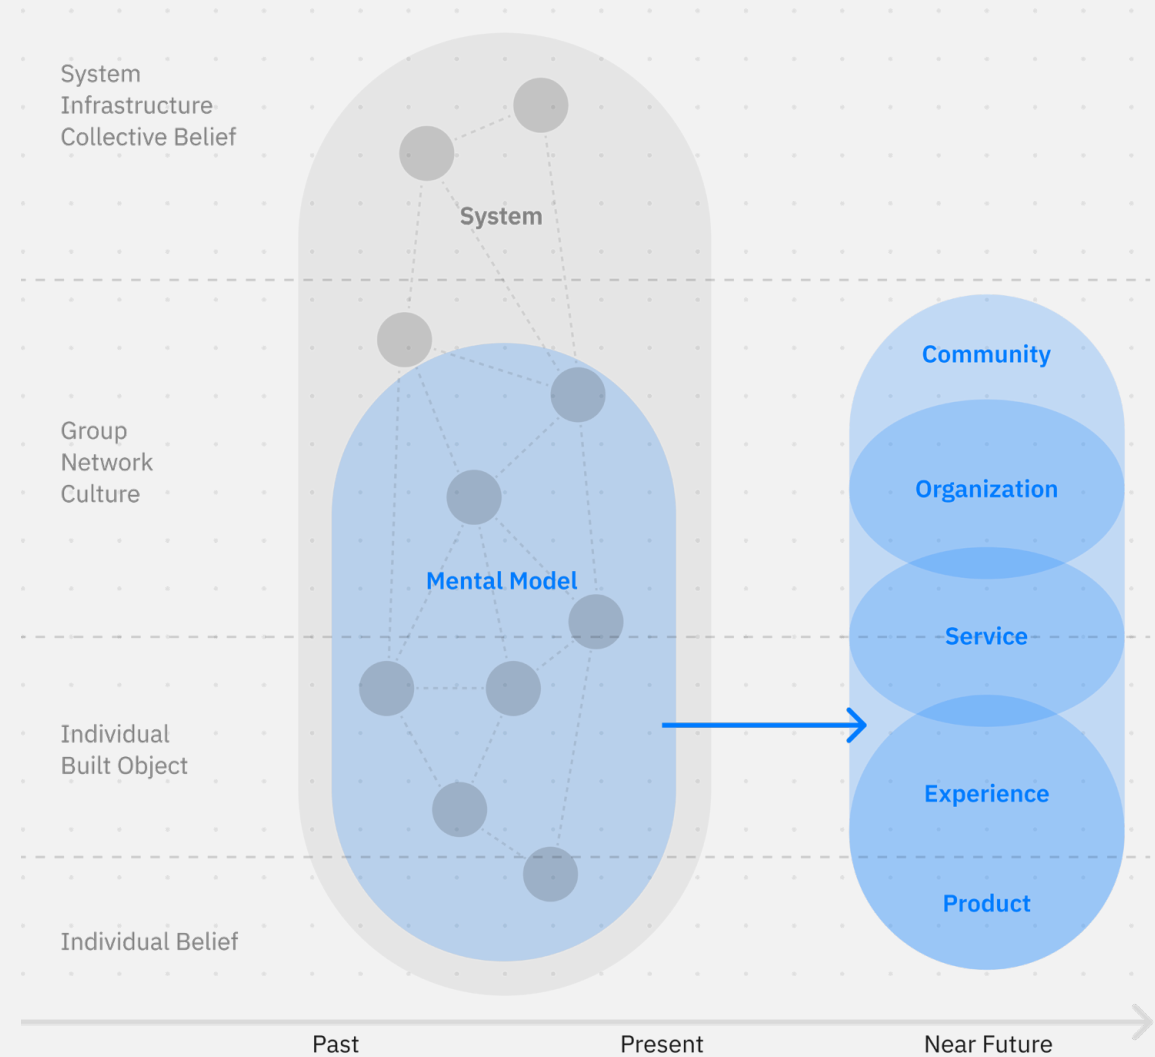 System
Infrastructure
Collective Belief
System
Community
Group
Network
Culture
Organization
Mental Model
Service
Individual
Built Object
Experience
Product
Individual Belief
Past
Present
Near Future